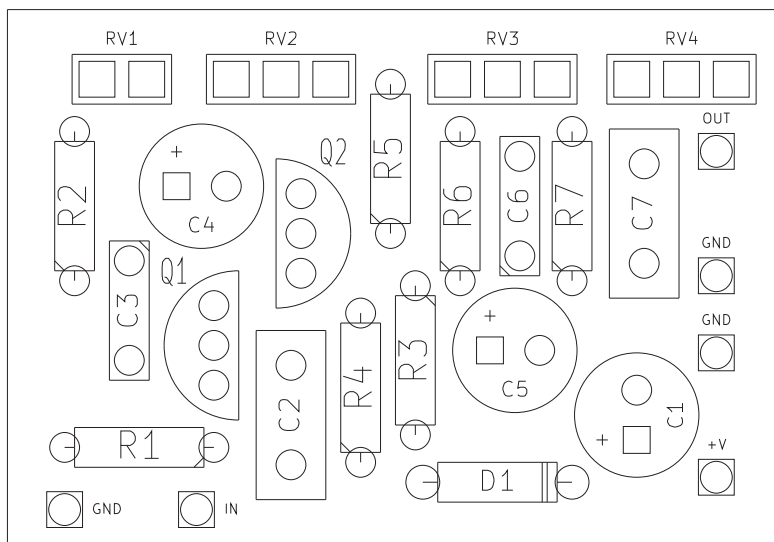 RV1 RV2 RV3 RV4
OUT
Q2
R5
R2
R6
C6
R7
C7
C4
+
GND
Q1
C3
GND
+
R3
R4
C5
C2
C1
+
R1
+V
D1
GND
IN